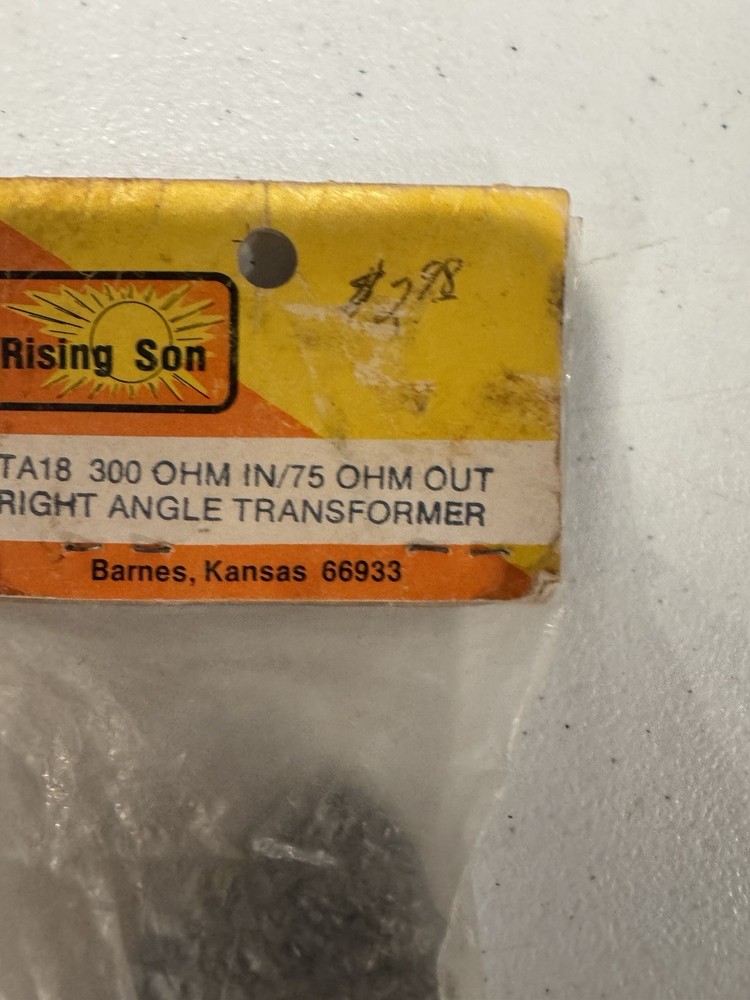 $2.98
Rising Son
TA18 300 OHM IN/75 OHM OUT
RIGHT ANGLE TRANSFORMER
Barnes, Kansas 66933